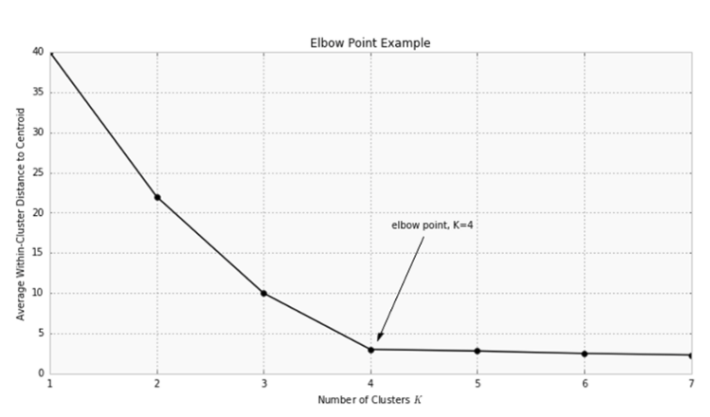 Elbow Point Example
Average Within-Cluster Distance to Centroid
40
35
30
25
20
15
10
5
0
elbow point, K=4
1 2 3 4 5 6 7
Number of Clusters K